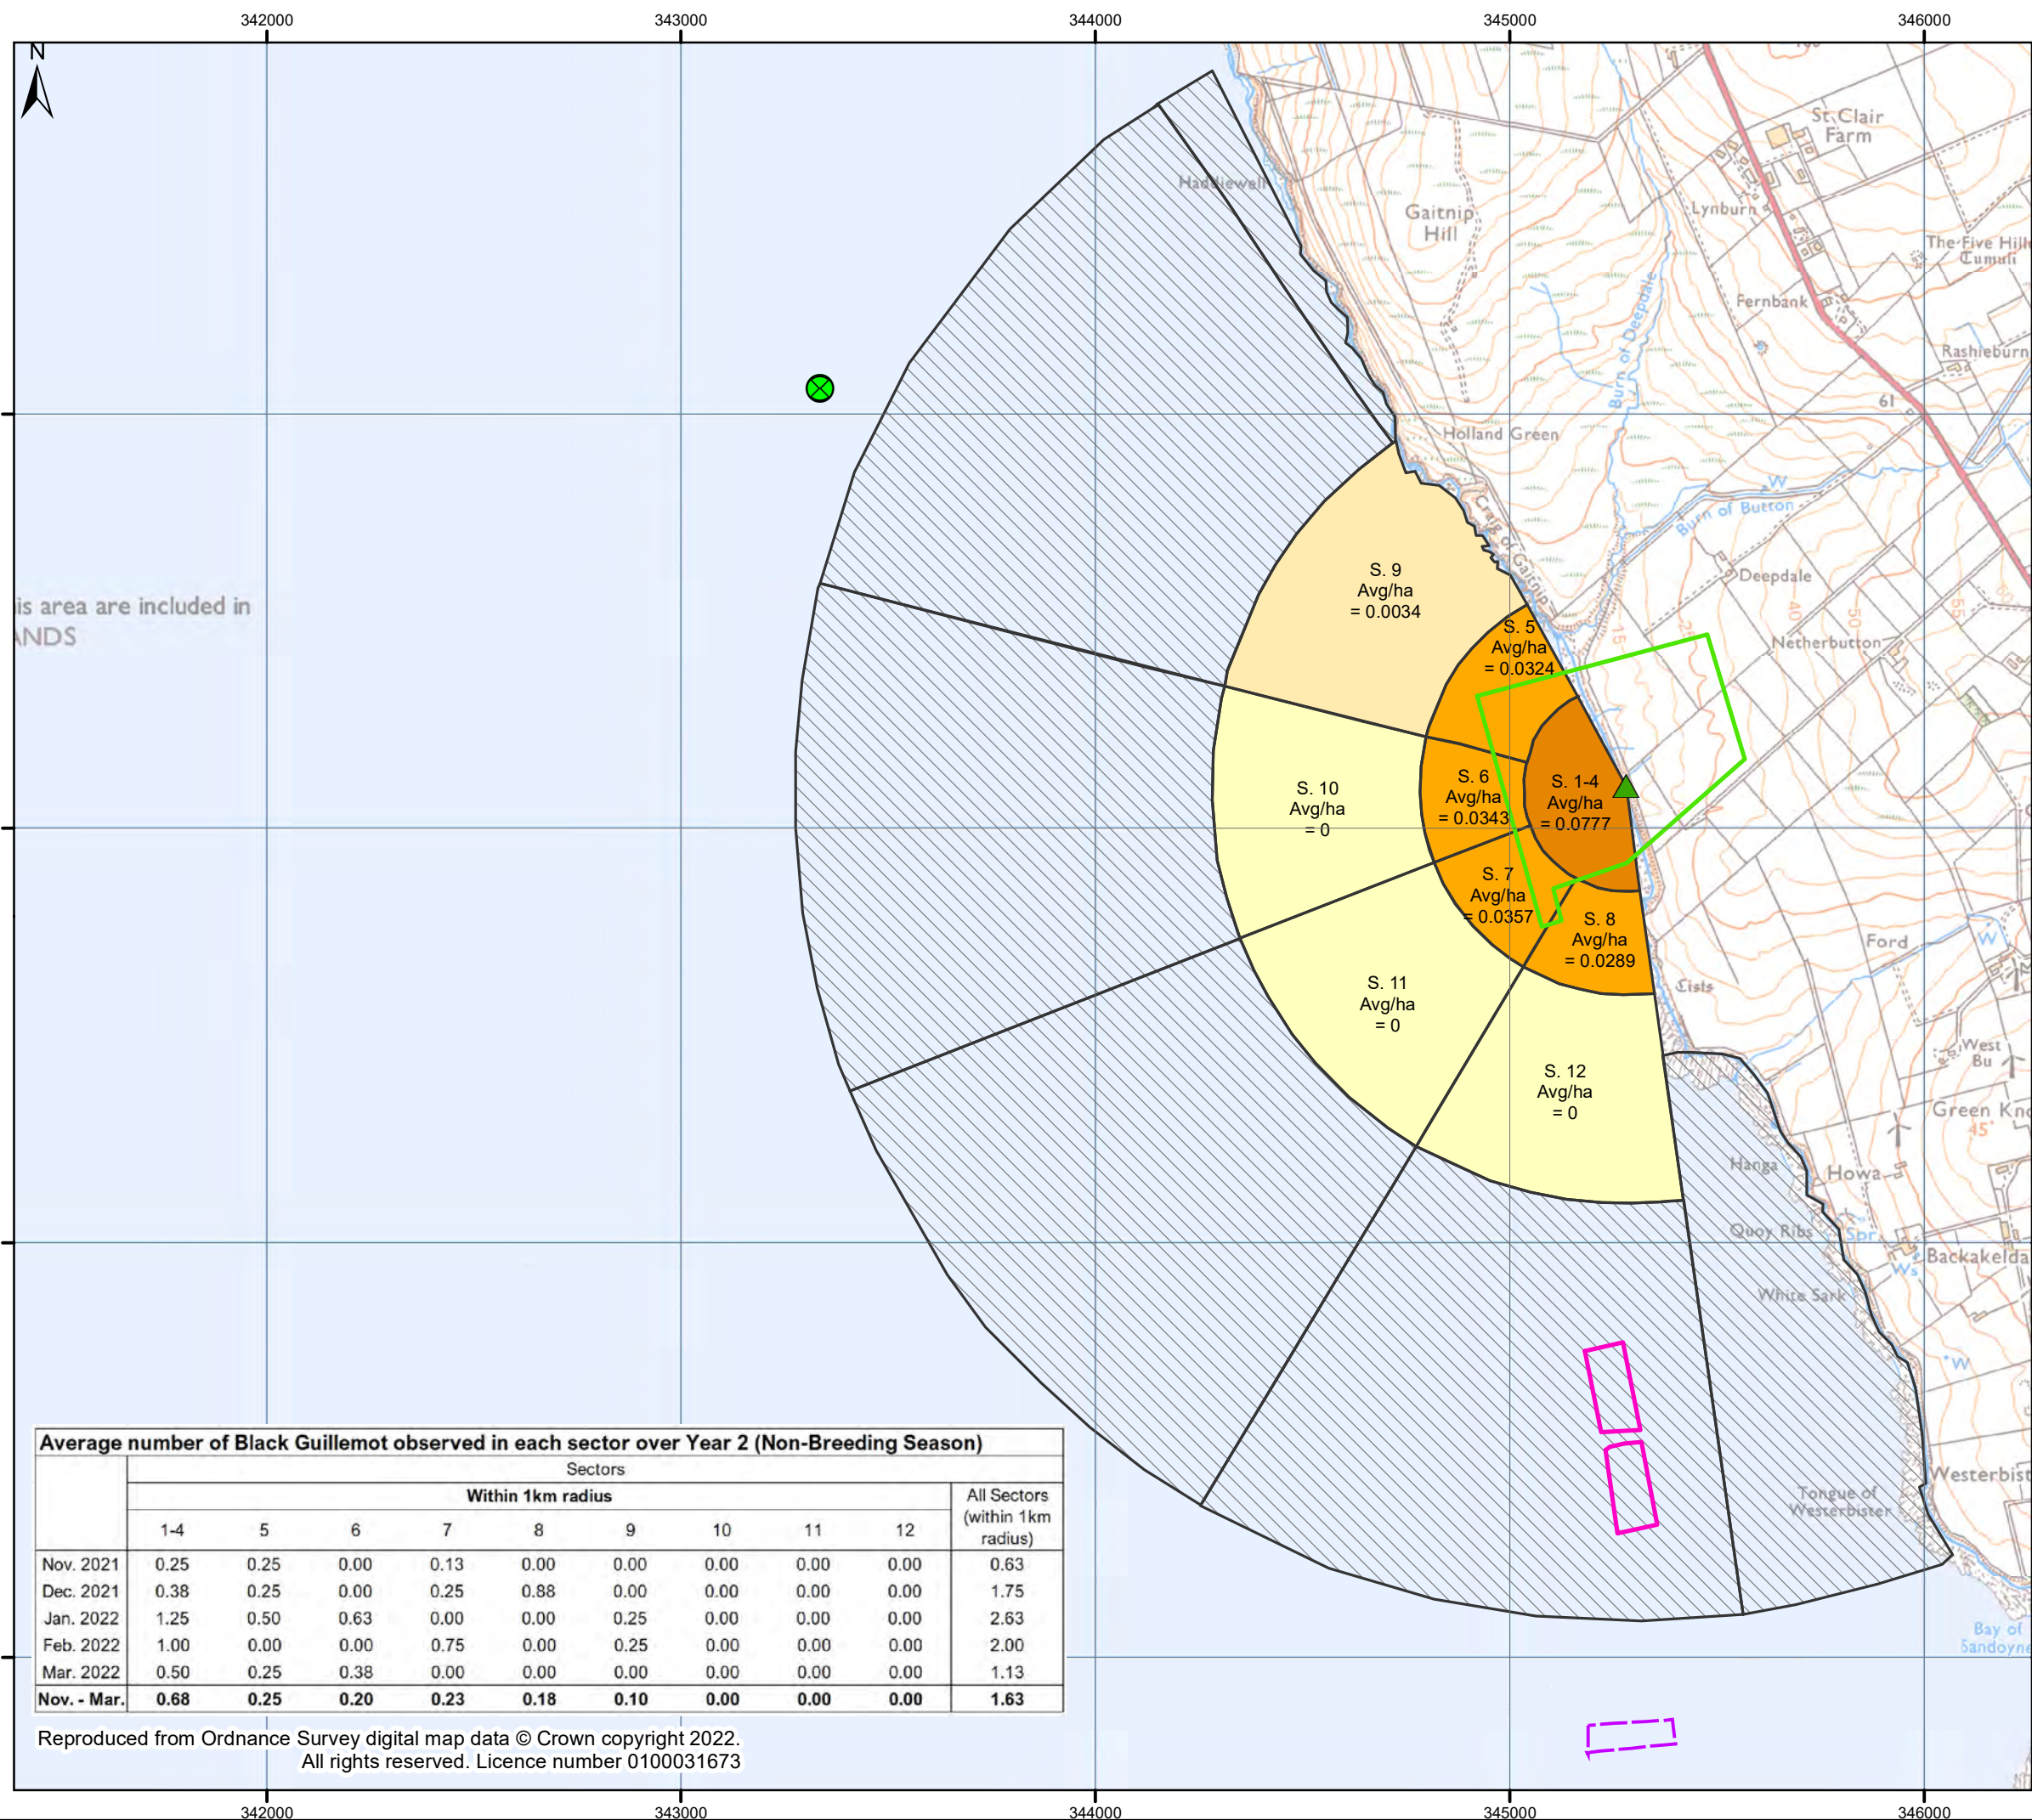 342000 343000 344000 345000 346000
N
St Clair
Farm
Haddiewell
Gaitnip
Hill
Lynburn
The Five Hill
Tumuli
Burn of Deepdale
Fernbank
Rashieburn
61
Holland Green
W
Burn of Button
Craig of Gaitnip
S. 9
Avg/ha
= 0.0034
Deepdale
is area are included in
ANDS
40
50
55
60
15
25
S. 5
Avg/ha
= 0.0324
Netherbutton
S. 10
Avg/ha
= 0
S. 6
Avg/ha
= 0.0343
S. 1-4
Avg/ha
= 0.0777
S. 7
Avg/ha
= 0.0357
S. 8
Avg/ha
= 0.0289
Ford
W
Cists
S. 11
Avg/ha
= 0
West
Bu
S. 12
Avg/ha
= 0
Green Kno
45
Hanga
Howa
Quoy Ribs
Spr
Backakelda
Ws
White Sark
W
Westerbist
Tongue of
Westerbister
Bay of
Sandoyne
Average number of Black Guillemot observed in each sector over Year 2 (Non-Breeding Season)
Sectors
Within 1km radius All Sectors
(within 1km
radius)
1-4 5 6 7 8 9 10 11 12
Nov. 2021 0.25 0.25 0.00 0.13 0.00 0.00 0.00 0.00 0.00 0.63
Dec. 2021 0.38 0.25 0.00 0.25 0.88 0.00 0.00 0.00 0.00 1.75
Jan. 2022 1.25 0.50 0.63 0.00 0.00 0.25 0.00 0.00 0.00 2.63
Feb. 2022 1.00 0.00 0.00 0.75 0.00 0.25 0.00 0.00 0.00 2.00
Mar. 2022 0.50 0.25 0.38 0.00 0.00 0.00 0.00 0.00 0.00 1.13
Nov. - Mar. 0.68 0.25 0.20 0.23 0.18 0.10 0.00 0.00 0.00 1.63
Reproduced from Ordnance Survey digital map data © Crown copyright 2022.
All rights reserved. Licence number 0100031673
342000 343000 344000 345000 346000